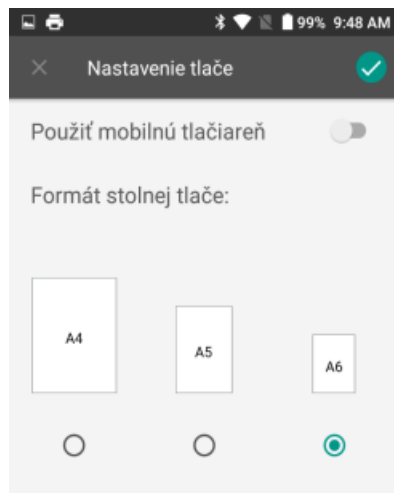 99% 9:48 AM
Nastavenie tlače
Použiť mobilnú tlačiareň
Formát stolnej tlače:
A4
A5
A6